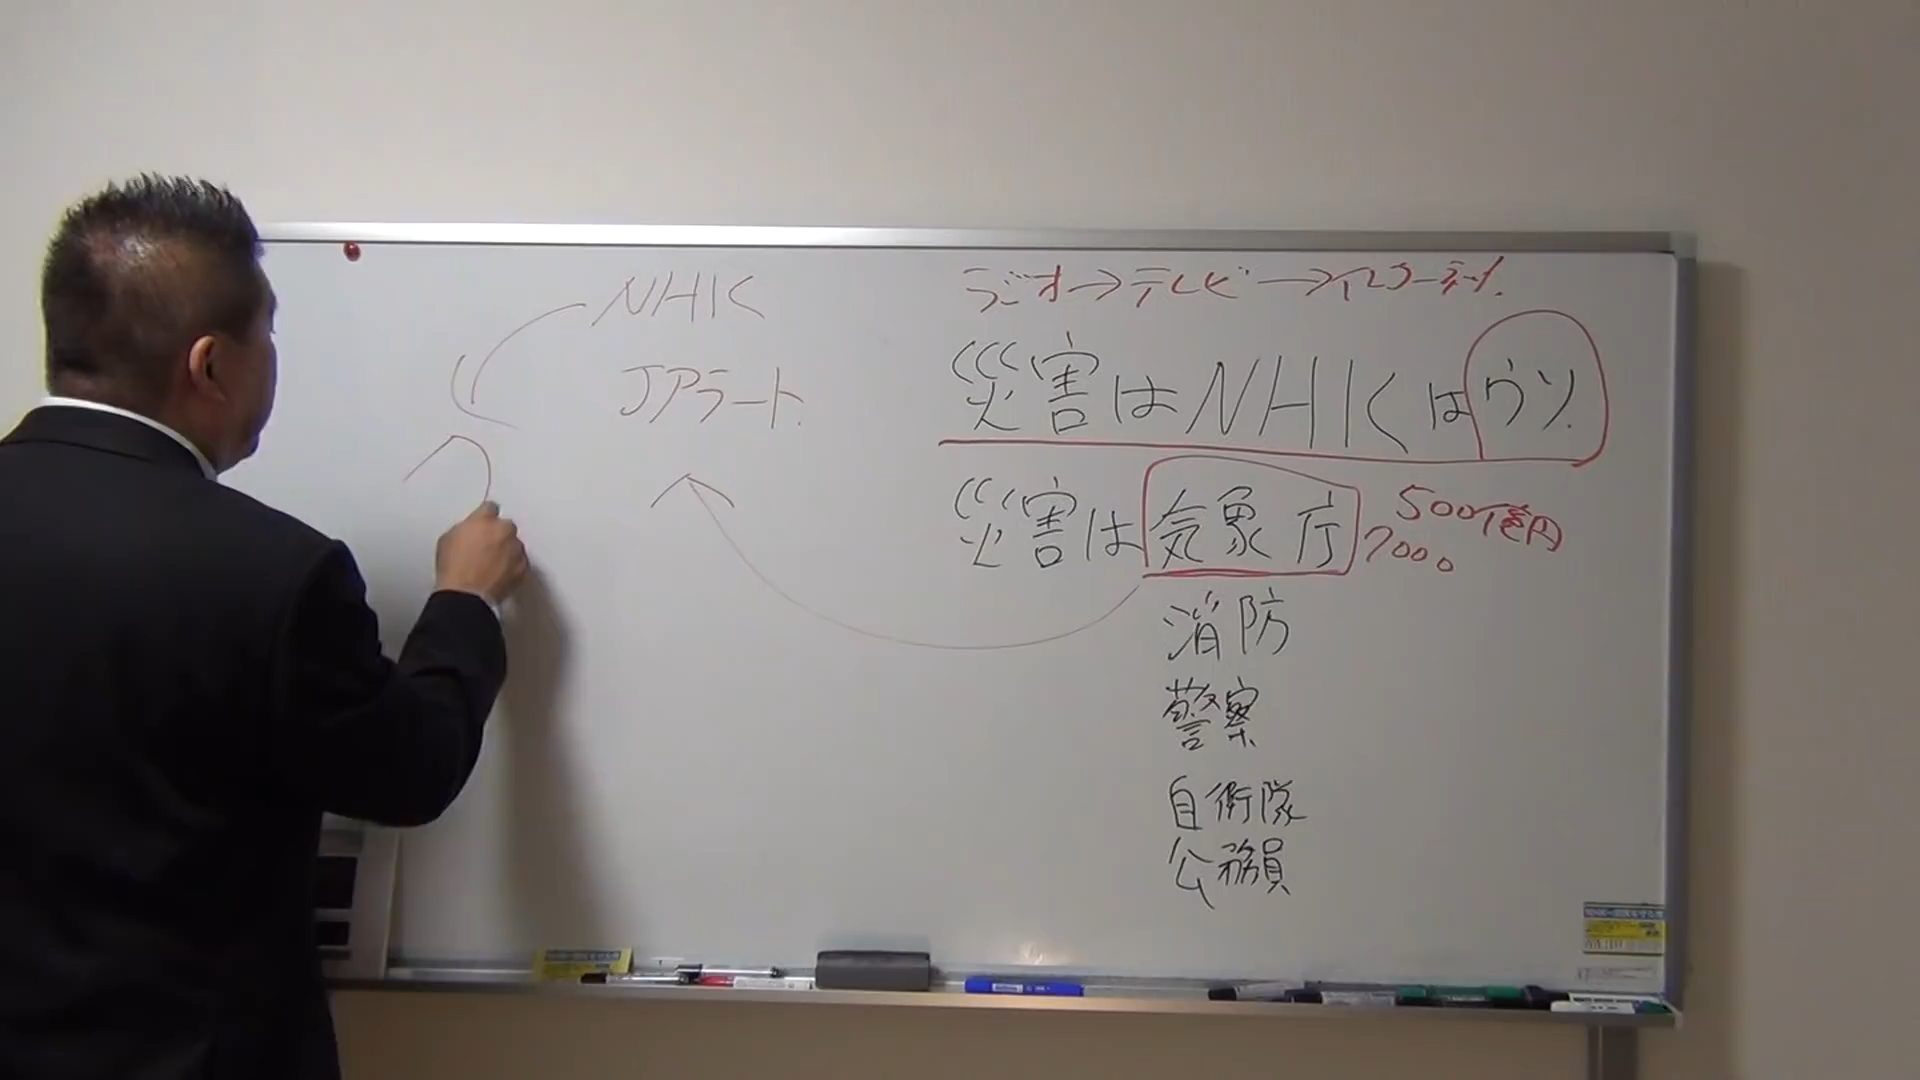 NHK
Jアラート.
ラジオ→テレビ→インターネット.
災害はNHKはウソ.
災害は気象庁
500億円
7000
消防
警察
自衛隊
公務員